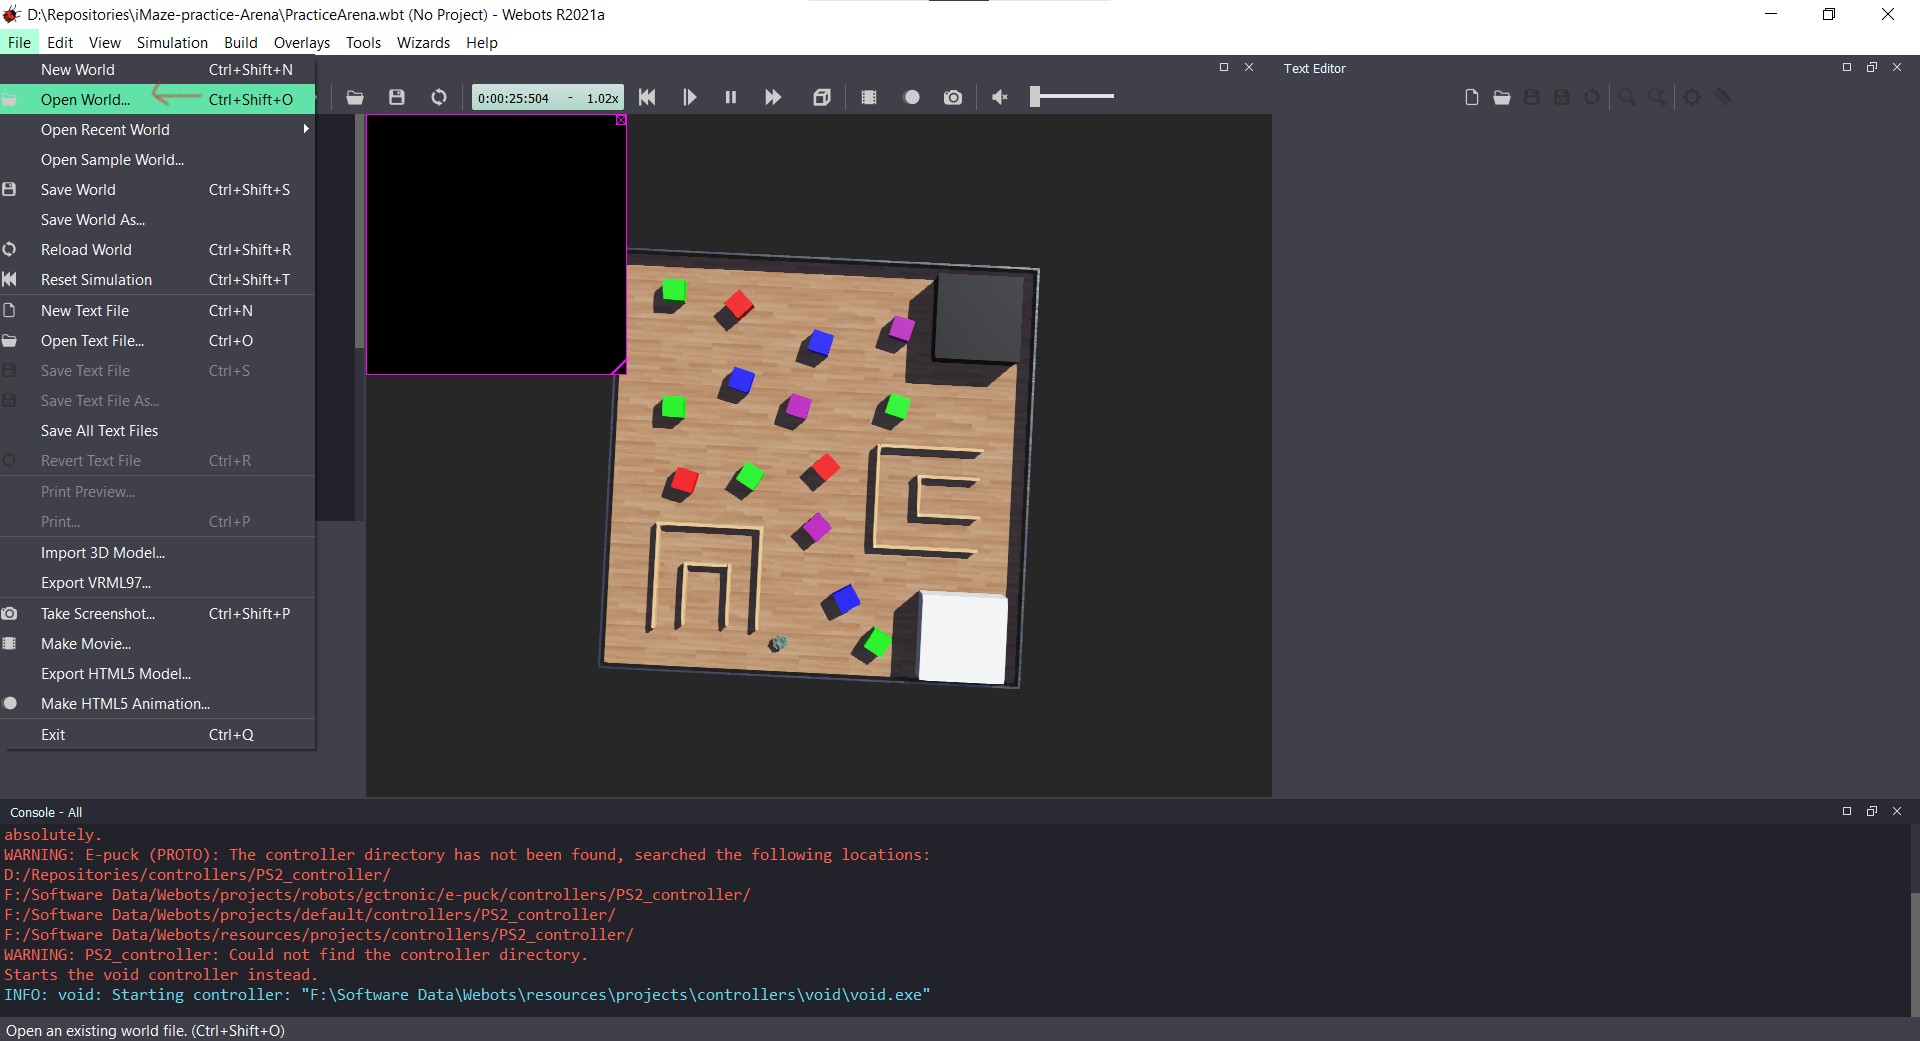 D:\Repositories\iMaze-practice-Arena\PracticeArena.wbt (No Project) - Webots R2021a
File Edit View Simulation Build Overlays Tools Wizards Help
New World Ctrl+Shift+N
Open World... Ctrl+Shift+O
Open Recent World
Open Sample World...
Save World Ctrl+Shift+S
Save World As...
Reload World Ctrl+Shift+R
Reset Simulation Ctrl+Shift+T
New Text File Ctrl+N
Open Text File... Ctrl+O
Save Text File Ctrl+S
Save Text File As...
Save All Text Files
Revert Text File Ctrl+R
Print Preview...
Print... Ctrl+P
Import 3D Model...
Export VRML97...
Take Screenshot... Ctrl+Shift+P
Make Movie...
Export HTML5 Model...
Make HTML5 Animation...
Exit Ctrl+Q
0:00:25:504 - 1.02x
Text Editor
Console - All
absolutely.
WARNING: E-puck (PROTO): The controller directory has not been found, searched the following locations:
D:/Repositories/controllers/PS2_controller/
F:/Software Data/Webots/projects/robots/gctronic/e-puck/controllers/PS2_controller/
F:/Software Data/Webots/projects/default/controllers/PS2_controller/
F:/Software Data/Webots/resources/projects/controllers/PS2_controller/
WARNING: PS2_controller: Could not find the controller directory.
Starts the void controller instead.
INFO: void: Starting controller: "F:\Software Data\Webots\resources\projects\controllers\void\void.exe"
Open an existing world file. (Ctrl+Shift+O)